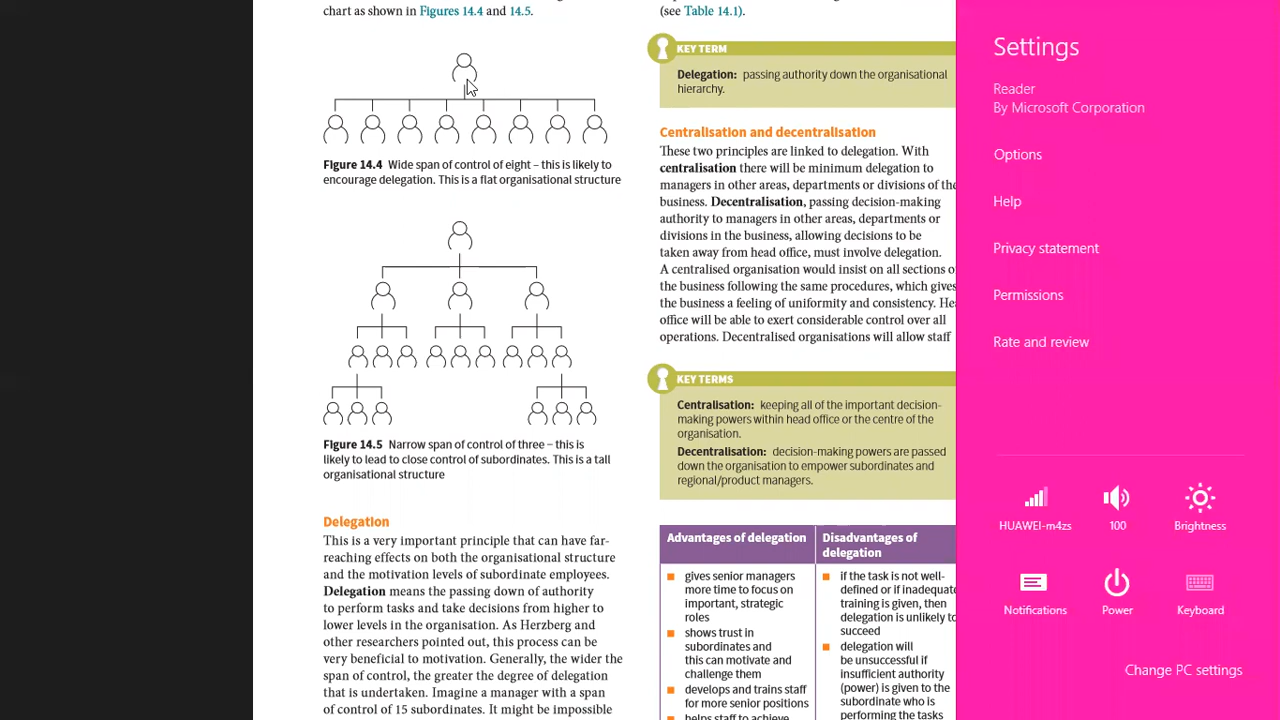 chart as shown in Figures 14.4 and 14.5.
Figure 14.4 Wide span of control of eight – this is likely to
encourage delegation. This is a flat organisational structure
Figure 14.5 Narrow span of control of three – this is
likely to lead to close control of subordinates. This is a tall
organisational structure
Delegation
This is a very important principle that can have far-
reaching effects on both the organisational structure
and the motivation levels of subordinate employees.
Delegation means the passing down of authority
to perform tasks and take decisions from higher to
lower levels in the organisation. As Herzberg and
other researchers pointed out, this process can be
very beneficial to motivation. Generally, the wider the
span of control, the greater the degree of delegation
that is undertaken. Imagine a manager with a span
of control of 15 subordinates. It might be impossible
(see Table 14.1).
KEY TERM
Delegation: passing authority down the organisational
hierarchy.
Centralisation and decentralisation
These two principles are linked to delegation. With
centralisation there will be minimum delegation to
managers in other areas, departments or divisions of the
business. Decentralisation, passing decision-making
authority to managers in other areas, departments or
divisions in the business, allowing decisions to be
taken away from head office, must involve delegation.
A centralised organisation would insist on all sections o
the business following the same procedures, which gives
the business a feeling of uniformity and consistency. He
office will be able to exert considerable control over all
operations. Decentralised organisations will allow staff
KEY TERMS
Centralisation: keeping all of the important decision-
making powers within head office or the centre of the
organisation.
Decentralisation: decision-making powers are passed
down the organisation to empower subordinates and
regional/product managers.
Advantages of delegation
gives senior managers
more time to focus on
important, strategic
roles
shows trust in
subordinates and
this can motivate and
challenge them
develops and trains staff
for more senior positions
helps staff to achieve
Disadvantages of
delegation
if the task is not well-
defined or if inadequate
training is given, then
delegation is unlikely to
succeed
delegation will
be unsuccessful if
insufficient authority
(power) is given to the
subordinate who is
performing the tasks
Settings
Reader
By Microsoft Corporation
Options
Help
Privacy statement
Permissions
Rate and review
HUAWEI-m4zs
100
Brightness
Notifications
Power
Keyboard
Change PC settings